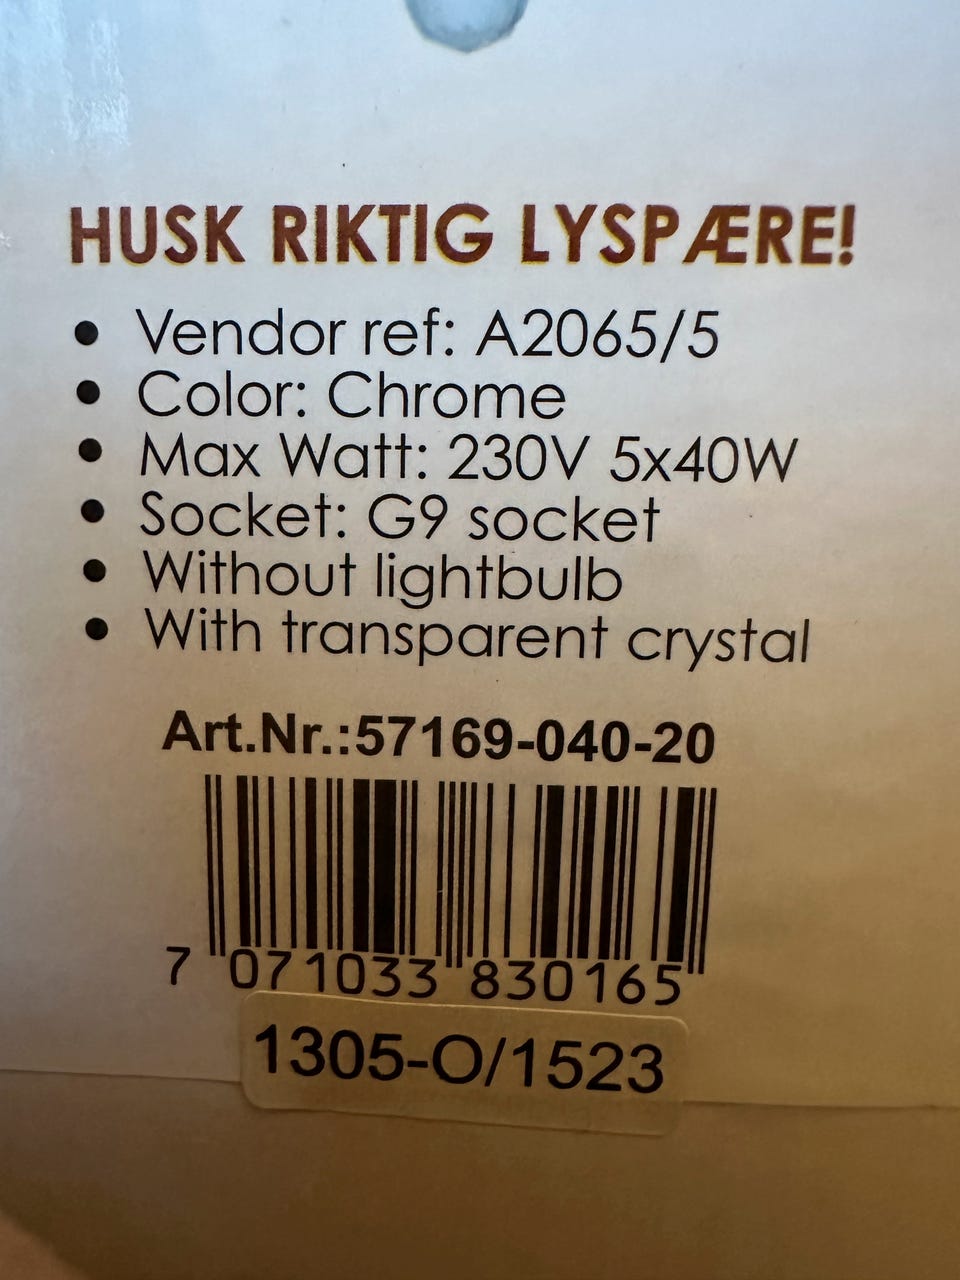 HUSK RIKTIG LYSPÆRE!
• Vendor ref: A2065/5
• Color: Chrome
• Max Watt: 230V 5x40W
• Socket: G9 socket
• Without lightbulb
• With transparent crystal
Art.Nr.:57169-040-20
7 071033 830165
1305-O/1523